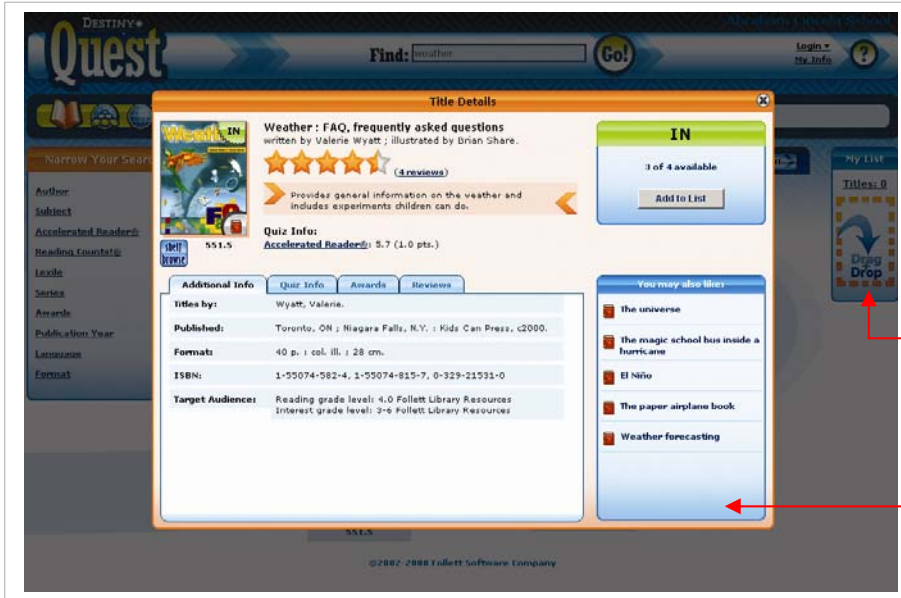 DESTINY
Quest
Abraham Lincoln School
Find: weather
Go!
Login
My Info
?
Title Details
Narrow Your Sear
Author
Subject
Accelerated Reader®
Reading Counts!®
Lexile
Series
Awards
Publication Year
Language
Format
Weather
IN
FAQ
shelf
browse
551.5
Weather : FAQ, frequently asked questions
written by Valerie Wyatt ; illustrated by Brian Share.
(4 reviews)
Provides general information on the weather and
includes experiments children can do.
Quiz Info:
Accelerated Reader®: 5.7 (1.0 pts.)
IN
3 of 4 available
Add to List
My List
Titles: 0
Drag
Drop
Additional Info
Quiz Info
Awards
Reviews
Titles by: Wyatt, Valerie.
Published: Toronto, ON ; Niagara Falls, N.Y. : Kids Can Press, c2000.
Format: 40 p. : col. ill. ; 28 cm.
ISBN: 1-55074-582-4, 1-55074-815-7, 0-329-21531-0
Target Audience: Reading grade level: 4.0 Follett Library Resources
Interest grade level: 3-6 Follett Library Resources
You may also like:
The universe
The magic school bus inside a
hurricane
El Niño
The paper airplane book
Weather forecasting
551.5
©2002-2008 Follett Software Company